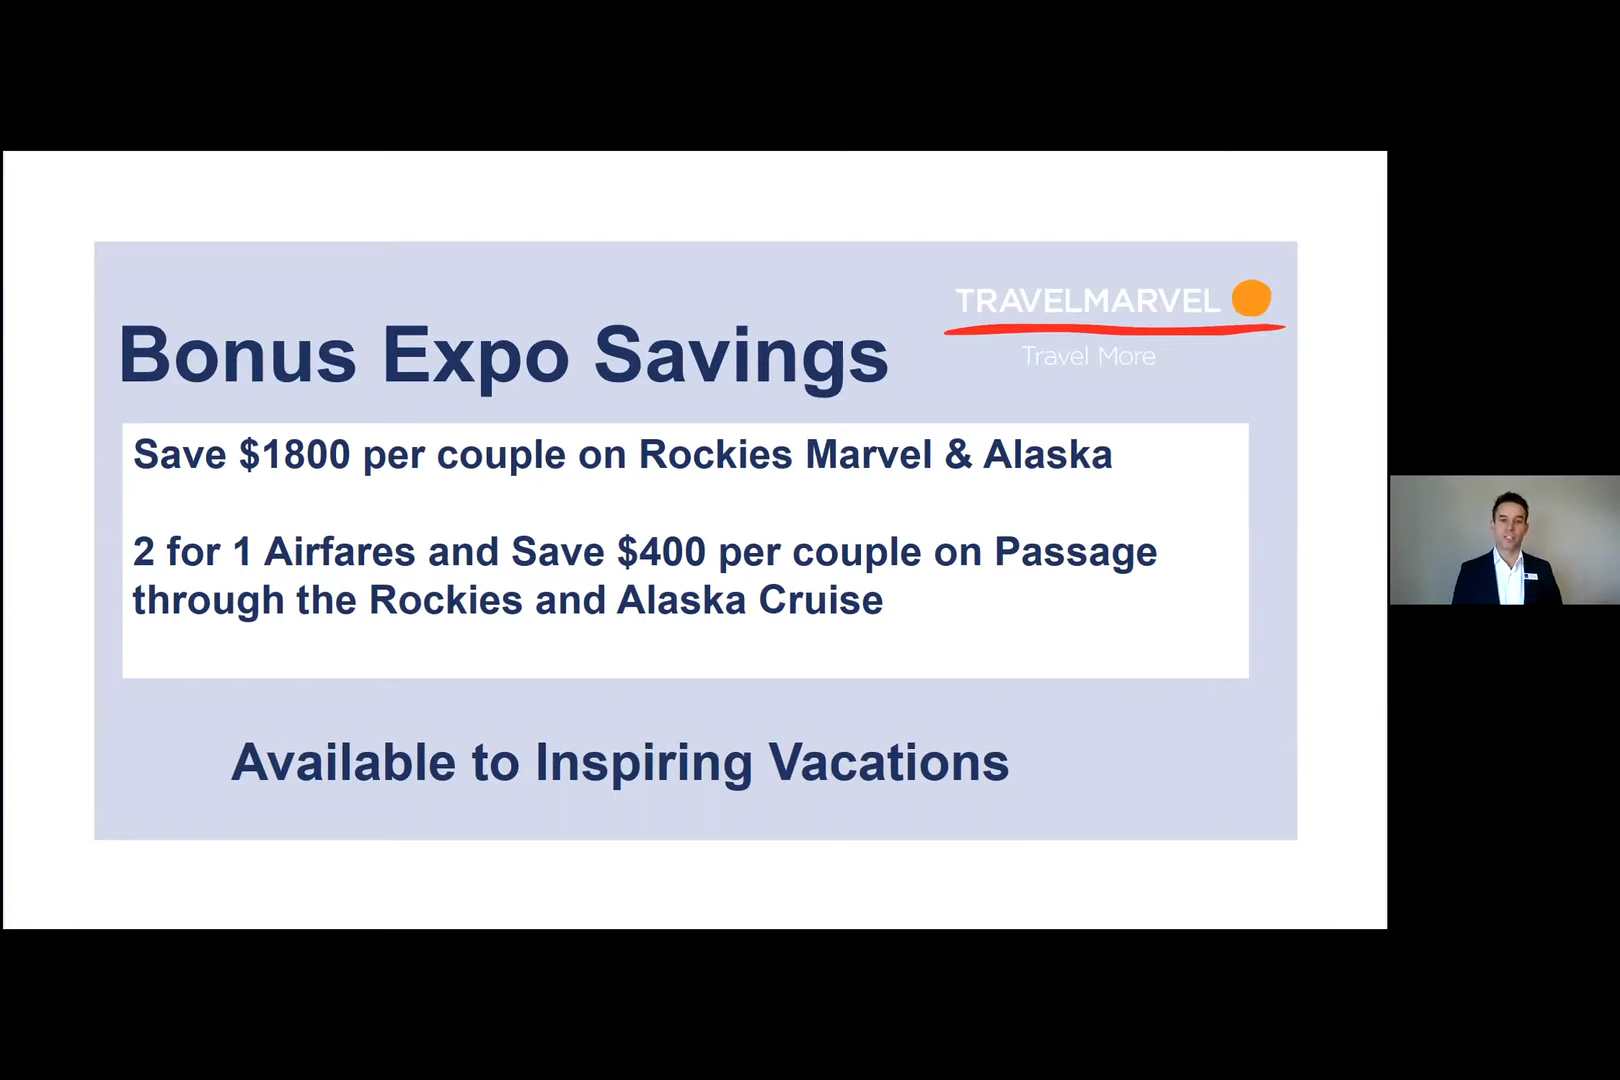 TRAVELMARVEL
Travel More
Bonus Expo Savings
Save $1800 per couple on Rockies Marvel & Alaska
2 for 1 Airfares and Save $400 per couple on Passage
through the Rockies and Alaska Cruise
Available to Inspiring Vacations